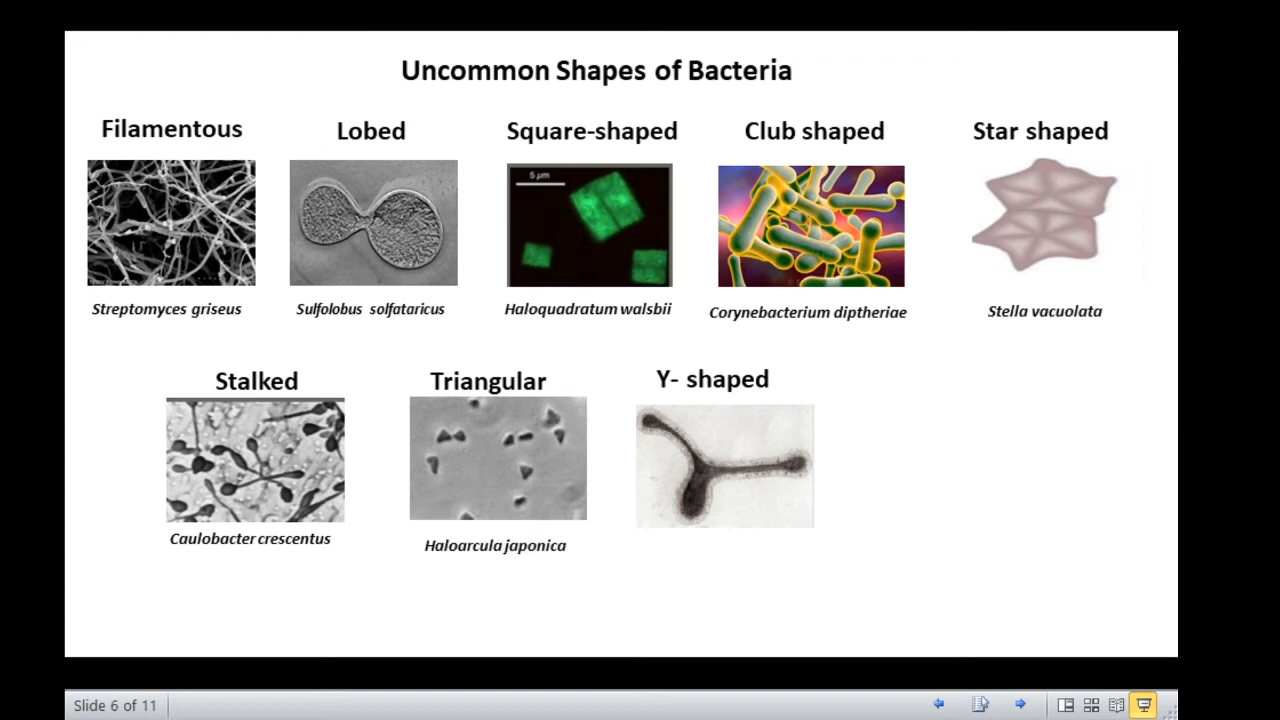 Uncommon Shapes of Bacteria
Filamentous
Lobed
Square-shaped
Club shaped
Star shaped
5 µm
Streptomyces griseus
Sulfolobus solfataricus
Haloquadratum walsbii
Corynebacterium diptheriae
Stella vacuolata
Stalked
Triangular
Y- shaped
Caulobacter crescentus
Haloarcula japonica
Slide 6 of 11